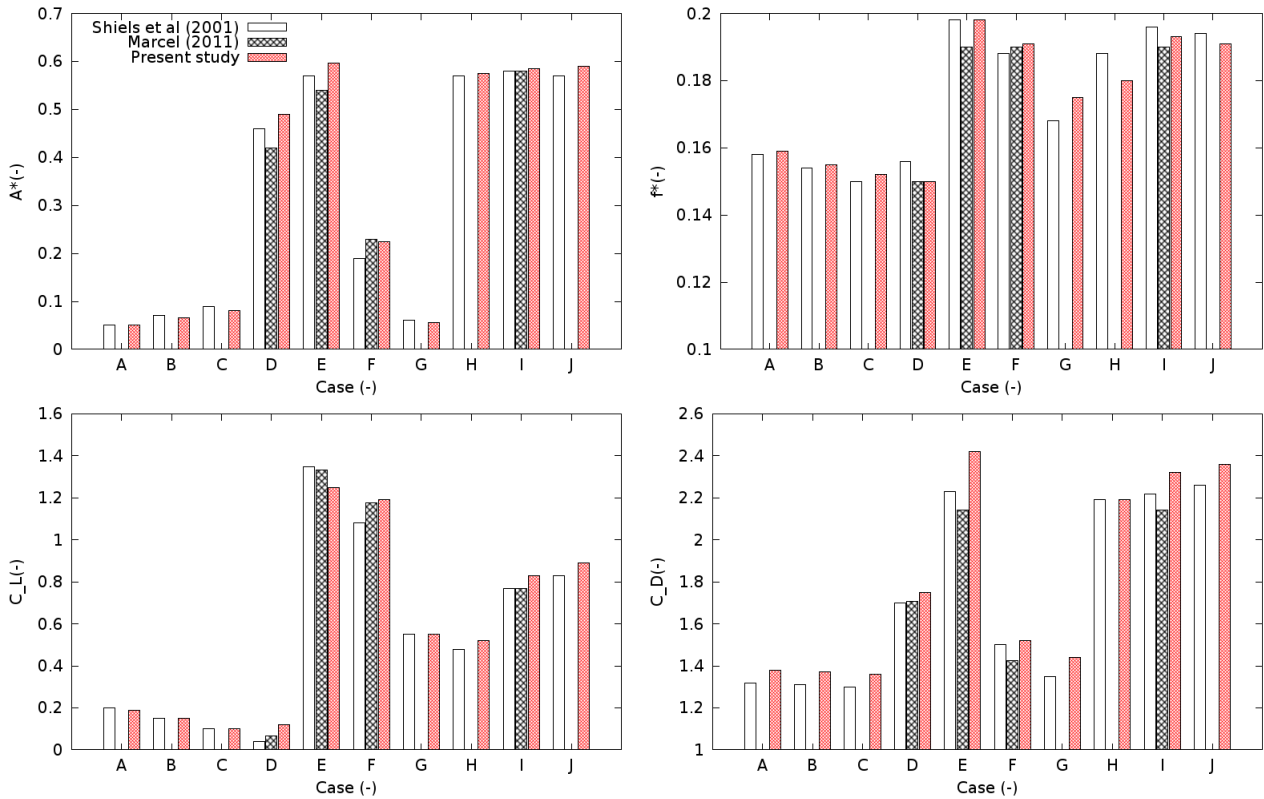 0.7
0.6
0.5
0.4
0.3
0.2
0.1
0
A*(-)
Shiels et al (2001)
Marcel (2011)
Present study
A B C D E F G H I J
Case (-)
0.2
0.18
0.16
0.14
0.12
0.1
f*(-)
A B C D E F G H I J
Case (-)
1.6
1.4
1.2
1
0.8
0.6
0.4
0.2
0
C_L(-)
A B C D E F G H I J
Case (-)
2.6
2.4
2.2
2
1.8
1.6
1.4
1.2
1
C_D(-)
A B C D E F G H I J
Case (-)